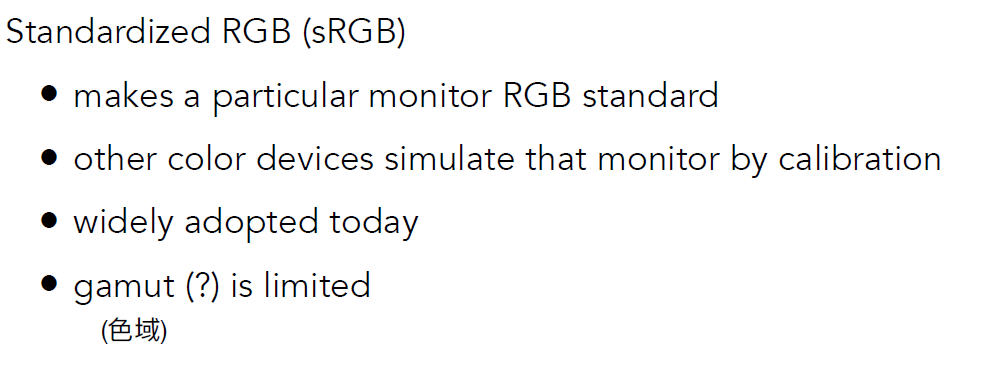 Standardized RGB (sRGB)
● makes a particular monitor RGB standard
● other color devices simulate that monitor by calibration
● widely adopted today
● gamut (?) is limited
(色域)